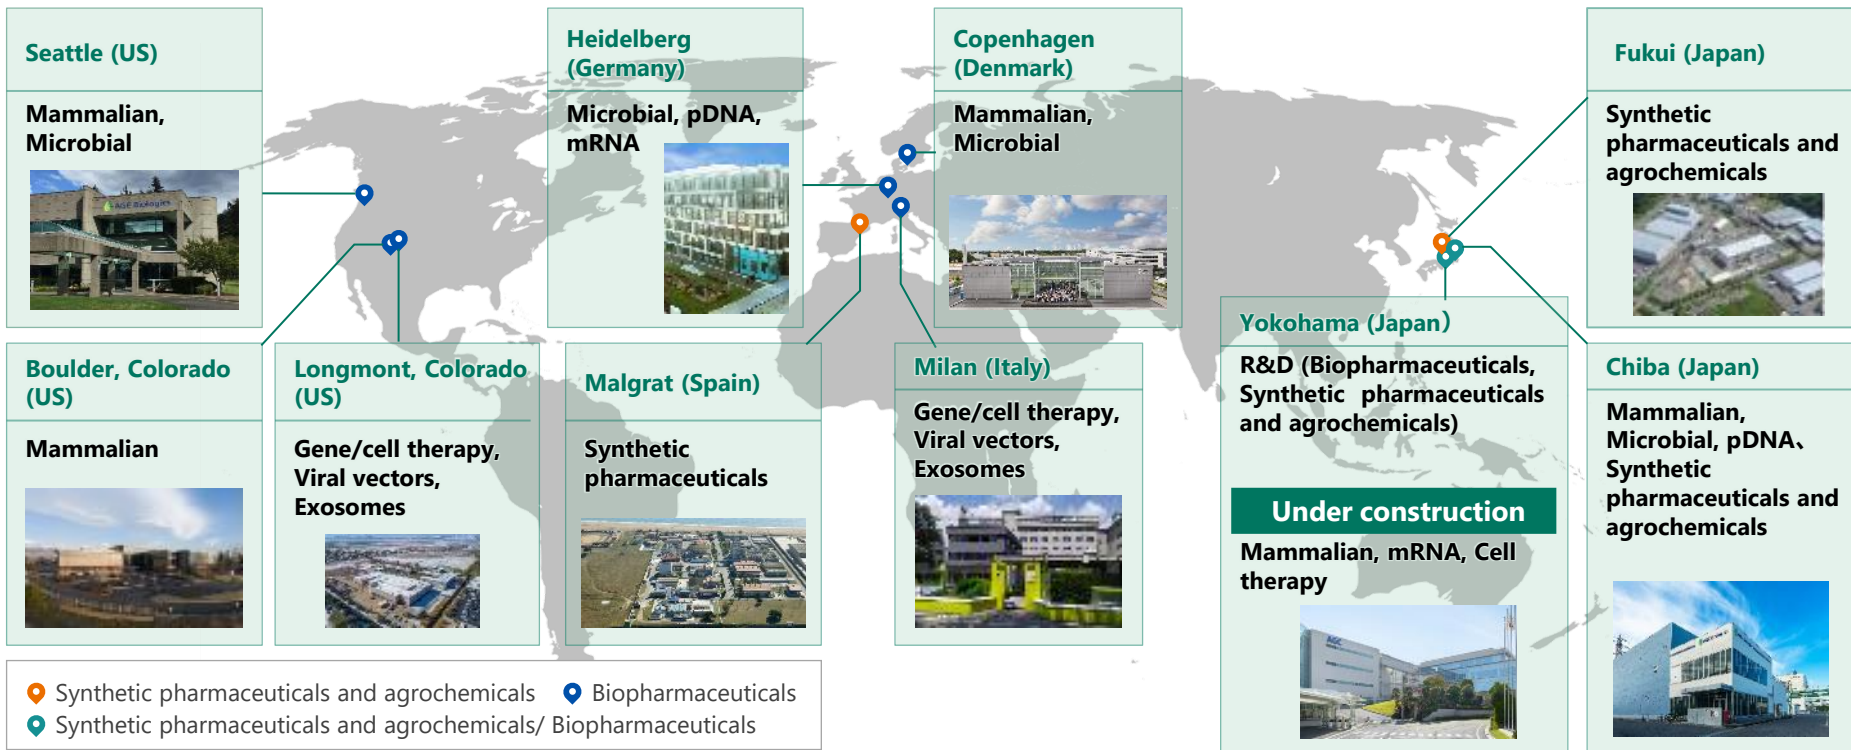 Seattle (US)
Mammalian,
Microbial
AGC Biologics
Heidelberg
(Germany)
Microbial, pDNA,
mRNA
Copenhagen
(Denmark)
Mammalian,
Microbial
Fukui (Japan)
Synthetic
pharmaceuticals and
agrochemicals
Boulder, Colorado
(US)
Mammalian
Longmont, Colorado
(US)
Gene/cell therapy,
Viral vectors,
Exosomes
Malgrat (Spain)
Synthetic
pharmaceuticals
Milan (Italy)
Gene/cell therapy,
Viral vectors,
Exosomes
Yokohama (Japan）
R&D (Biopharmaceuticals,
Synthetic pharmaceuticals
and agrochemicals)
Under construction
Mammalian, mRNA, Cell
therapy
AGC
Chiba (Japan)
Mammalian,
Microbial, pDNA、
Synthetic
pharmaceuticals and
agrochemicals
Synthetic pharmaceuticals and agrochemicals
Biopharmaceuticals
Synthetic pharmaceuticals and agrochemicals/ Biopharmaceuticals